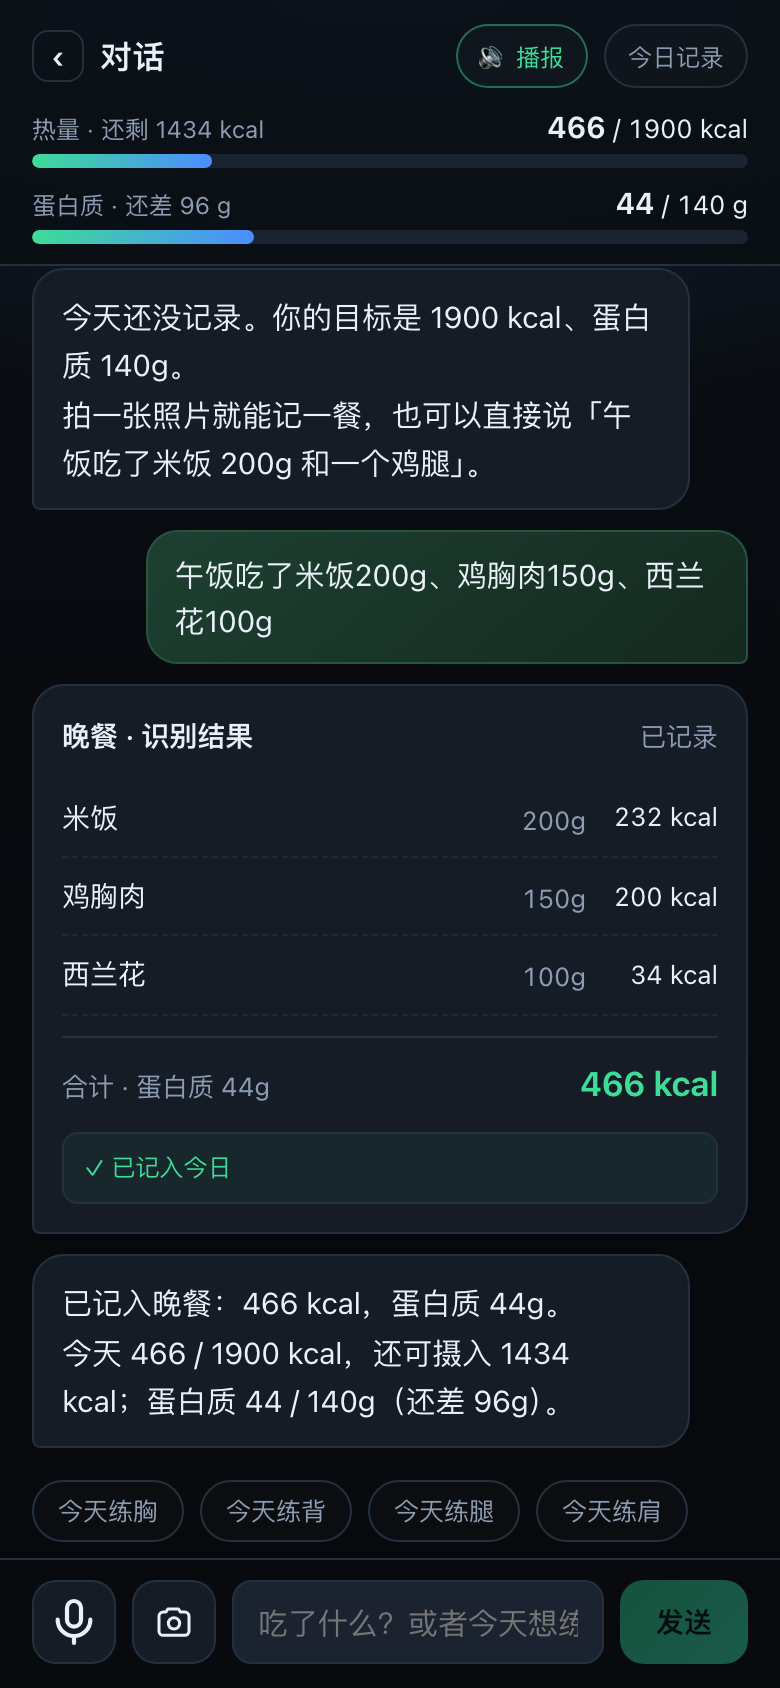 ‹ 对话 🔊 播报 今日记录
热量 · 还剩 1434 kcal 466 / 1900 kcal
蛋白质 · 还差 96 g 44 / 140 g
今天还没记录。你的目标是 1900 kcal、蛋白
质 140g。
拍一张照片就能记一餐，也可以直接说「午
饭吃了米饭 200g 和一个鸡腿」。
午饭吃了米饭200g、鸡胸肉150g、西兰
花100g
晚餐 · 识别结果 已记录
米饭 200g 232 kcal
鸡胸肉 150g 200 kcal
西兰花 100g 34 kcal
合计 · 蛋白质 44g 466 kcal
✓ 已记入今日
已记入晚餐：466 kcal，蛋白质 44g。
今天 466 / 1900 kcal，还可摄入 1434
kcal；蛋白质 44 / 140g（还差 96g）。
今天练胸 今天练背 今天练腿 今天练肩
吃了什么？或者今天想练 发送